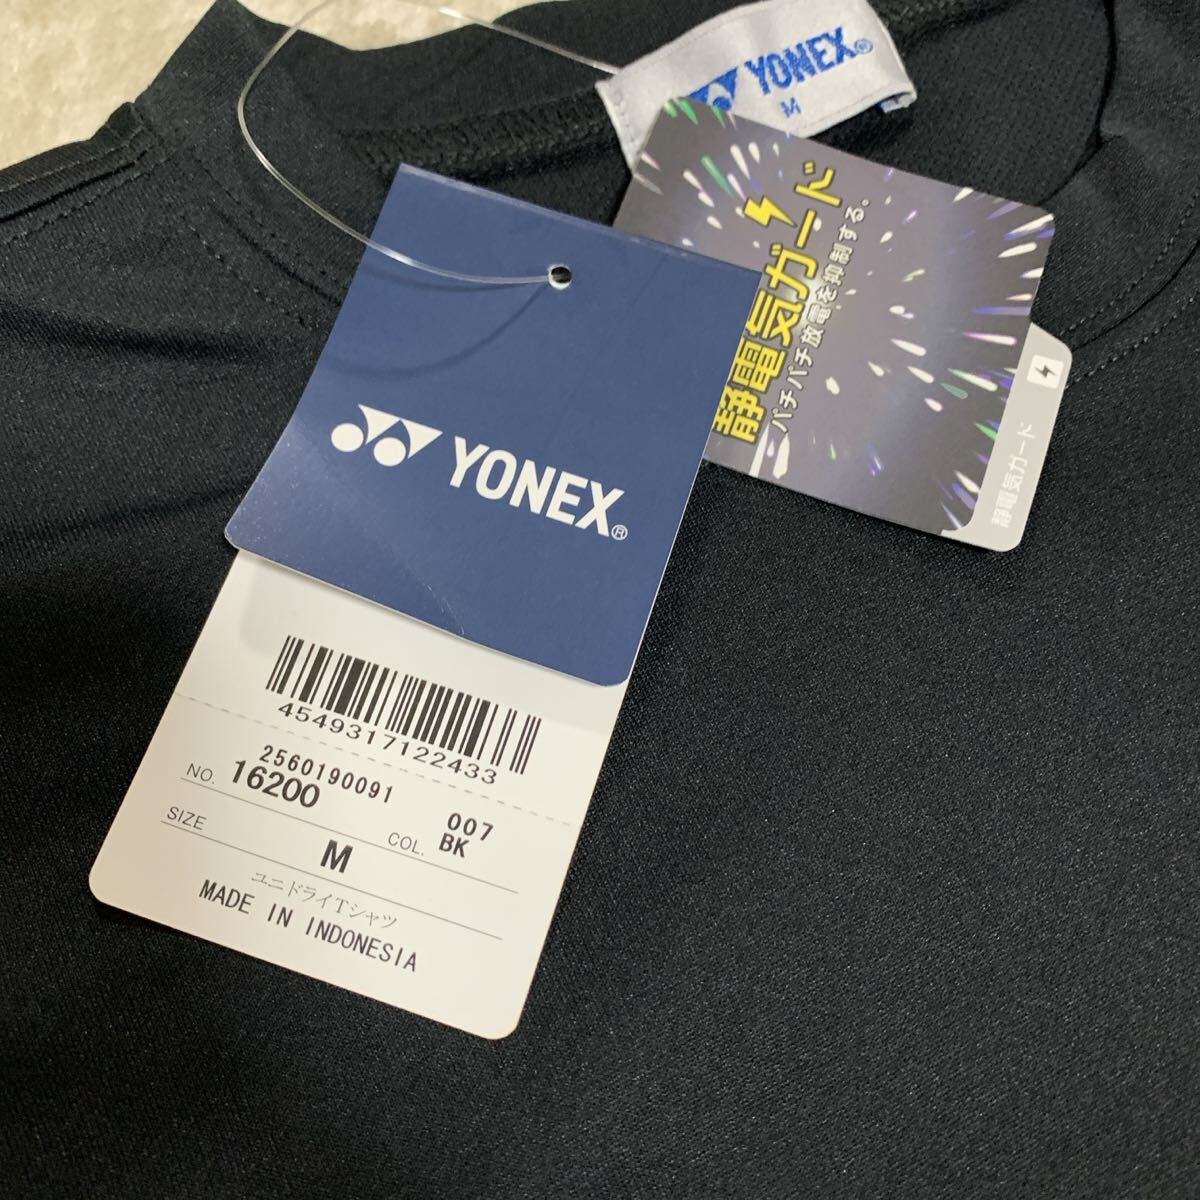 YONEX®
M
静電気ガード
パチパチ放電を抑制する。
静電気ガード
YONEX®
4549317122433
2560190091
NO. 16200
COL. 007 BK
SIZE M
ユニドライTシャツ
MADE IN INDONESIA